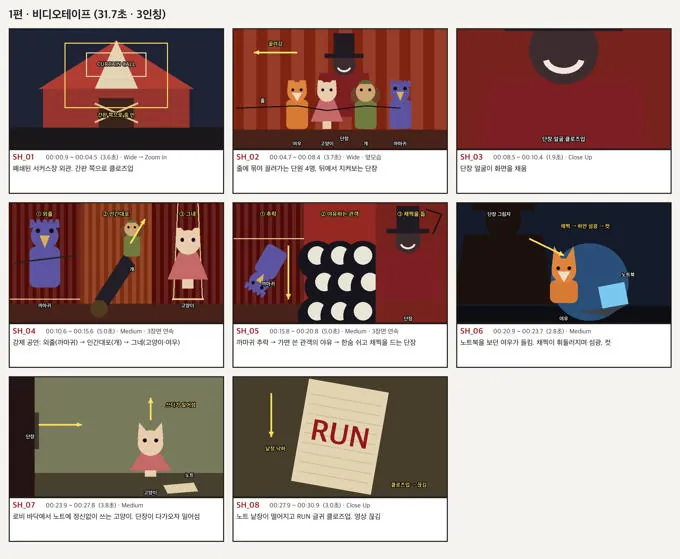 1편 · 비디오테이프 (31.7초 · 3인칭)
CURTAIN CALL
간판 쪽으로 줌 인
SH_01 00:00.9 ~ 00:04.5 (3.6초) · Wide → Zoom In
폐쇄된 서커스장 외관. 간판 쪽으로 클로즈업
끌려감
줄
단장
여우
고양이
개
까마귀
SH_02 00:04.7 ~ 00:08.4 (3.7초) · Wide · 옆모습
줄에 묶여 끌려가는 단원 4명, 뒤에서 지켜보는 단장
단장 얼굴 클로즈업
SH_03 00:08.5 ~ 00:10.4 (1.9초) · Close Up
단장 얼굴이 화면을 채움
① 외줄
② 인간대포
③ 그네
까마귀
개
고양이
SH_04 00:10.6 ~ 00:15.6 (5.0초) · Medium · 3장면 연속
강제 공연: 외줄(까마귀) → 인간대포(개) → 그네(고양이·여우)
① 추락
② 야유하는 관객
③ 채찍을 듦
까마귀
단장
SH_05 00:15.8 ~ 00:20.8 (5.0초) · Medium · 3장면 연속
까마귀 추락 → 가면 쓴 관객의 야유 → 한숨 쉬고 채찍을 드는 단장
단장 그림자
채찍 → 화면 섬광 → 컷
노트북
여우
SH_06 00:20.9 ~ 00:23.7 (2.8초) · Medium
노트북을 보던 여우가 들킴. 채찍이 휘둘러지며 섬광, 컷
쓰다가 일어섬
단장
노트
고양이
SH_07 00:23.9 ~ 00:27.8 (3.8초) · Medium
로비 바닥에서 노트에 정신없이 쓰는 고양이. 단장이 다가오자 일어섬
낱장 낙하
RUN
클로즈업 → 끊김
SH_08 00:27.9 ~ 00:30.9 (3.0초) · Close Up
노트 낱장이 떨어지고 RUN 글귀 클로즈업. 영상 끊김